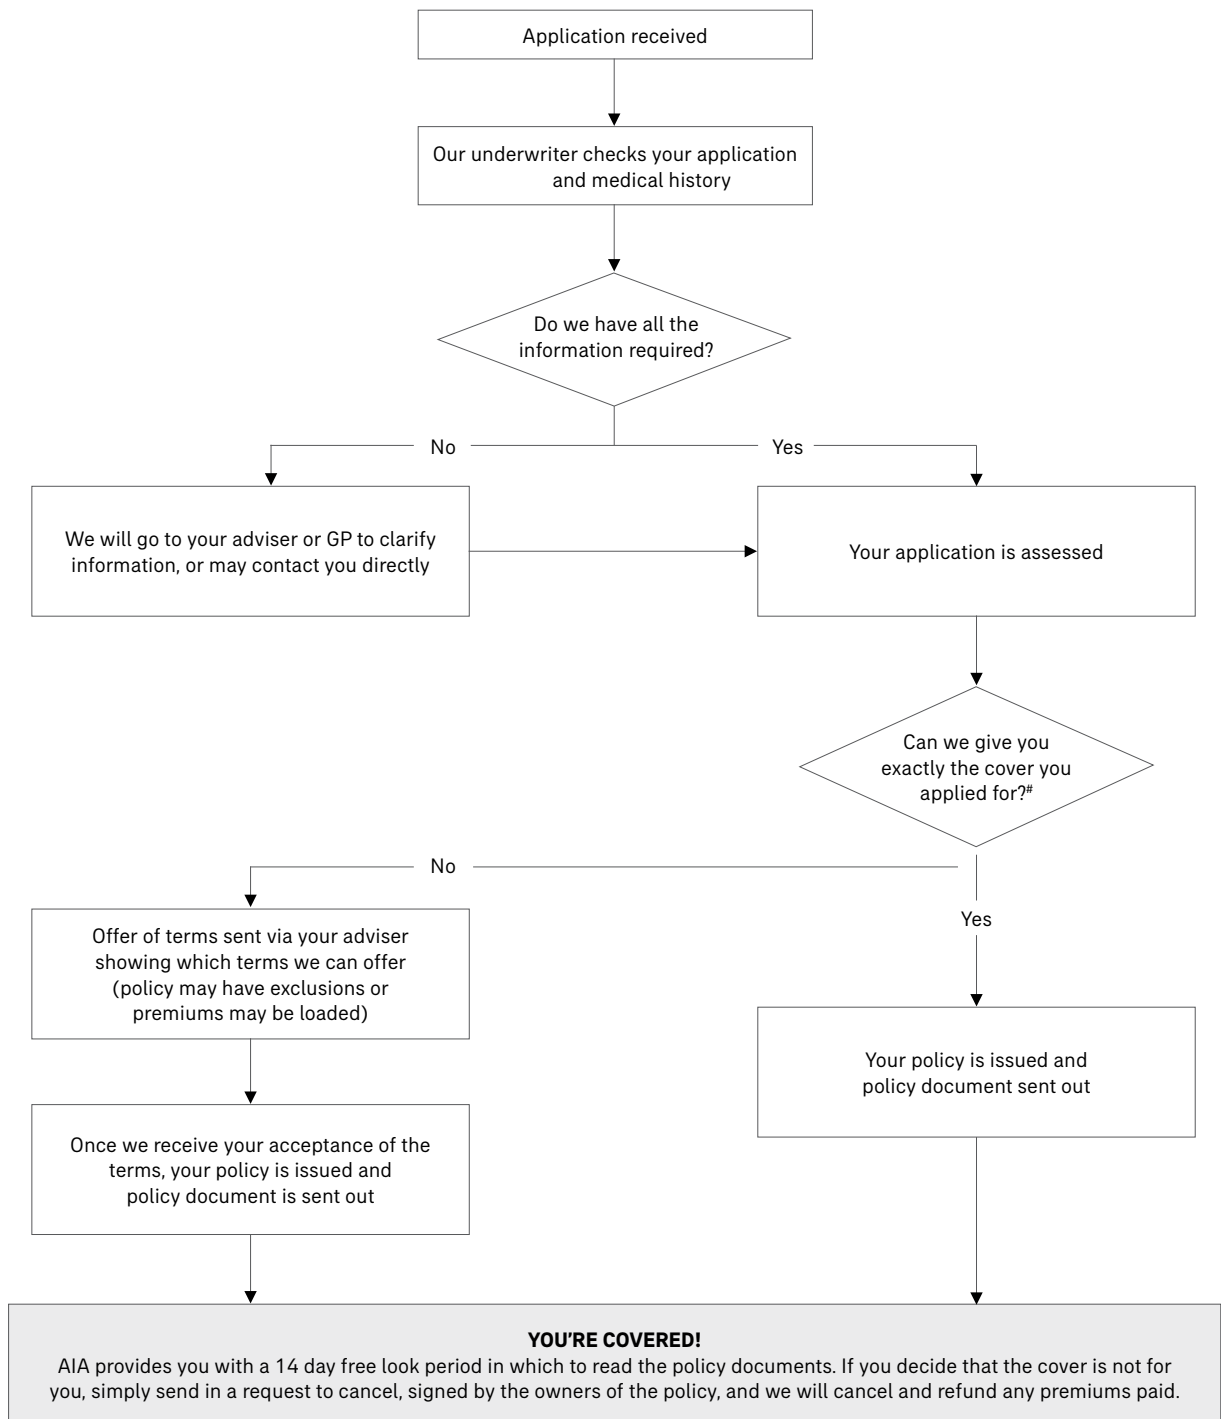 Application received
Our underwriter checks your application
and medical history
Do we have all the
information required?
No
Yes
We will go to your adviser or GP to clarify
information, or may contact you directly
Your application is assessed
Can we give you
exactly the cover you
applied for?#
No
Yes
Offer of terms sent via your adviser
showing which terms we can offer
(policy may have exclusions or
premiums may be loaded)
Your policy is issued and
policy document sent out
Once we receive your acceptance of the
terms, your policy is issued and
policy document is sent out
YOU'RE COVERED!
AIA provides you with a 14 day free look period in which to read the policy documents. If you decide that the cover is not for
you, simply send in a request to cancel, signed by the owners of the policy, and we will cancel and refund any premiums paid.